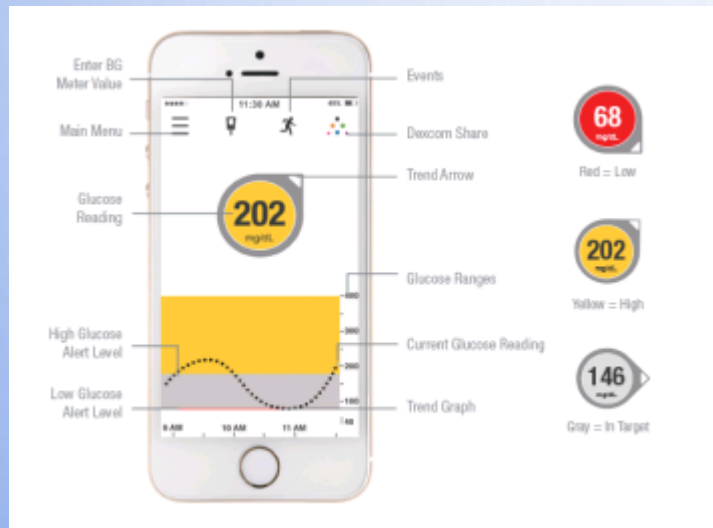 Enter BG
Meter Value
Main Menu
Glucose
Reading
High Glucose
Alert Level
Low Glucose
Alert Level
11:30 AM
202
mg/dL
400
300
200
100
40
9 AM
10 AM
11 AM
Events
Dexcom Share
Trend Arrow
Glucose Ranges
Current Glucose Reading
Trend Graph
68
mg/dL
Red = Low
202
mg/dL
Yellow = High
146
mg/dL
Gray = In Target